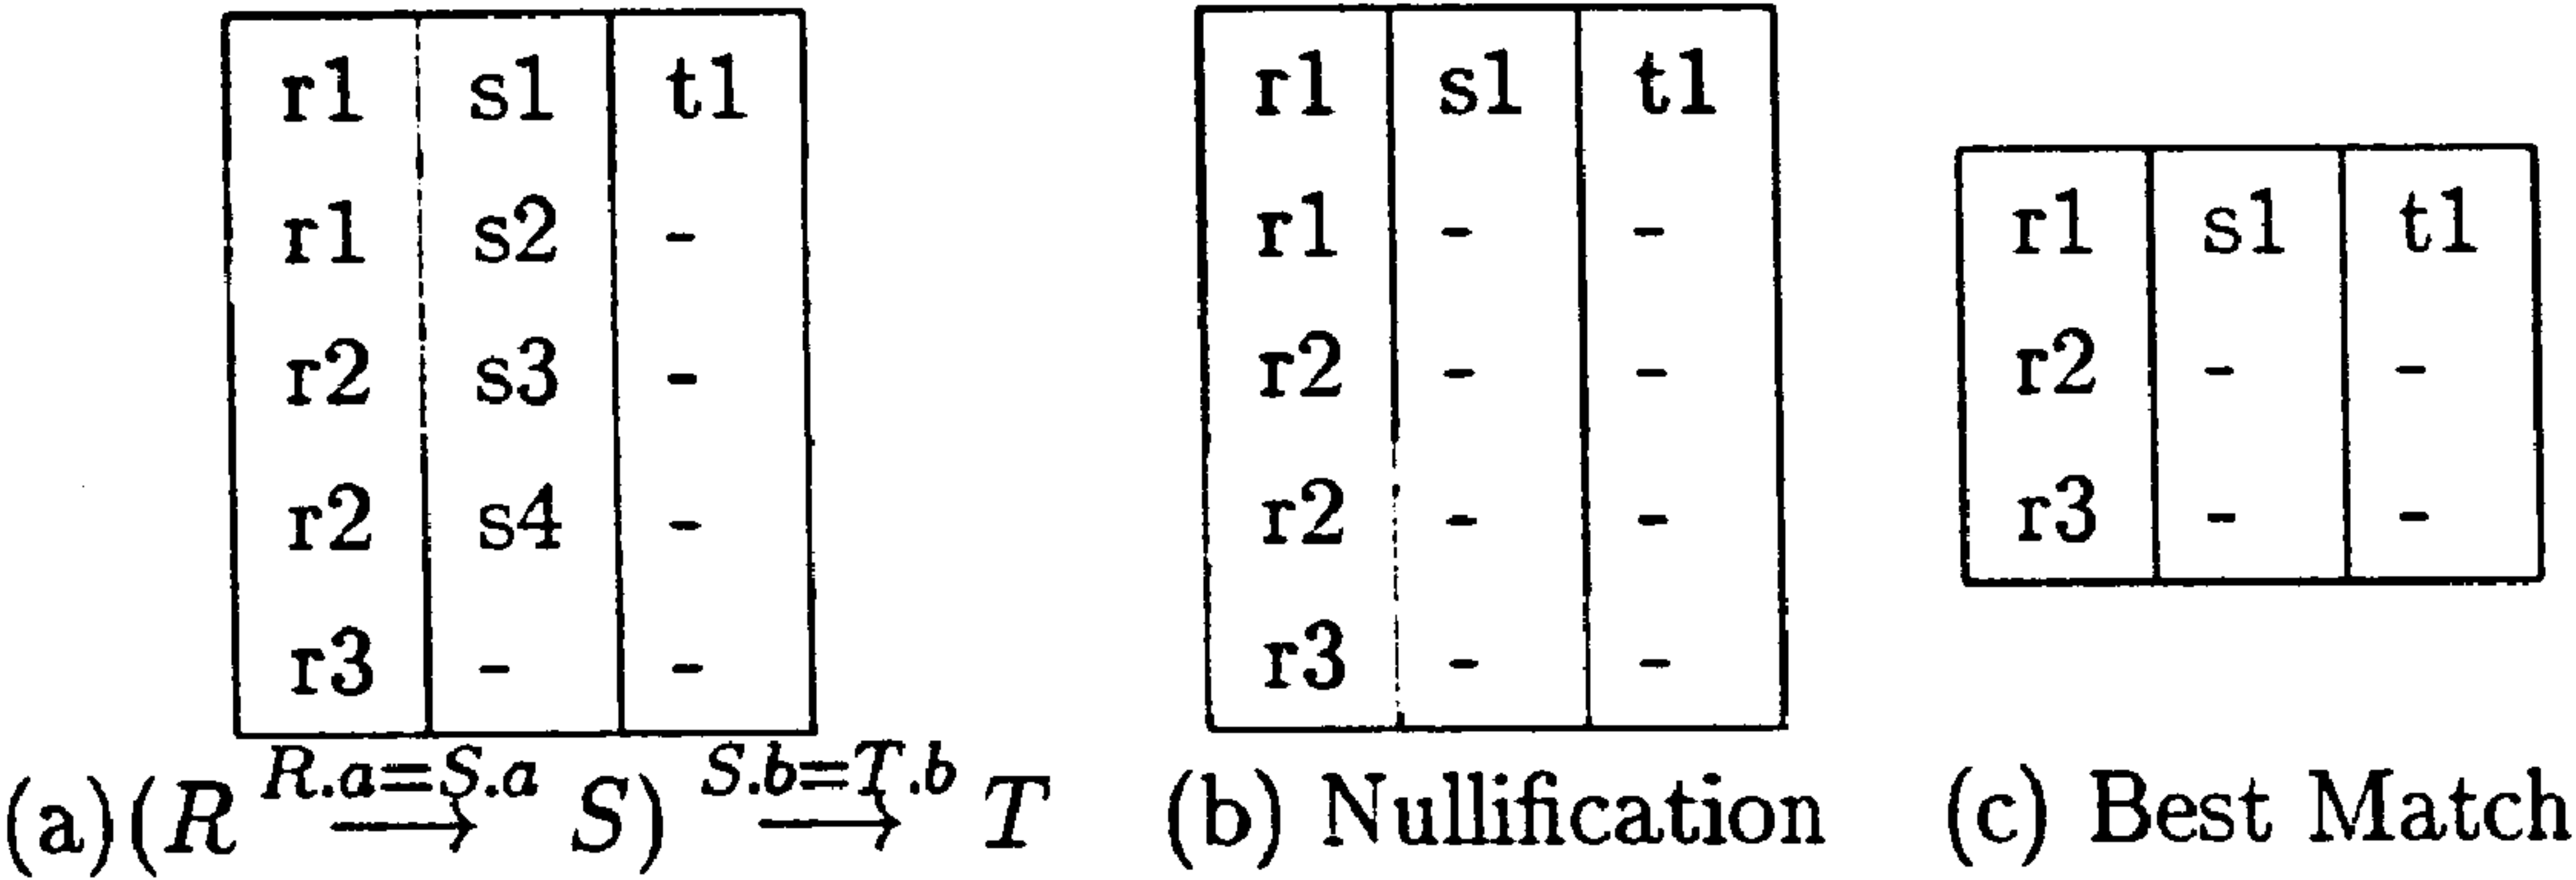 r1 s1 t1
r1 s2 -
r2 s3 -
r2 s4 -
r3 - -
(a)(R R.a=S.a → S) S.b=T.b → T
r1 s1 t1
r1 - -
r2 - -
r2 - -
r3 - -
(b) Nullification
r1 s1 t1
r2 - -
r3 - -
(c) Best Match